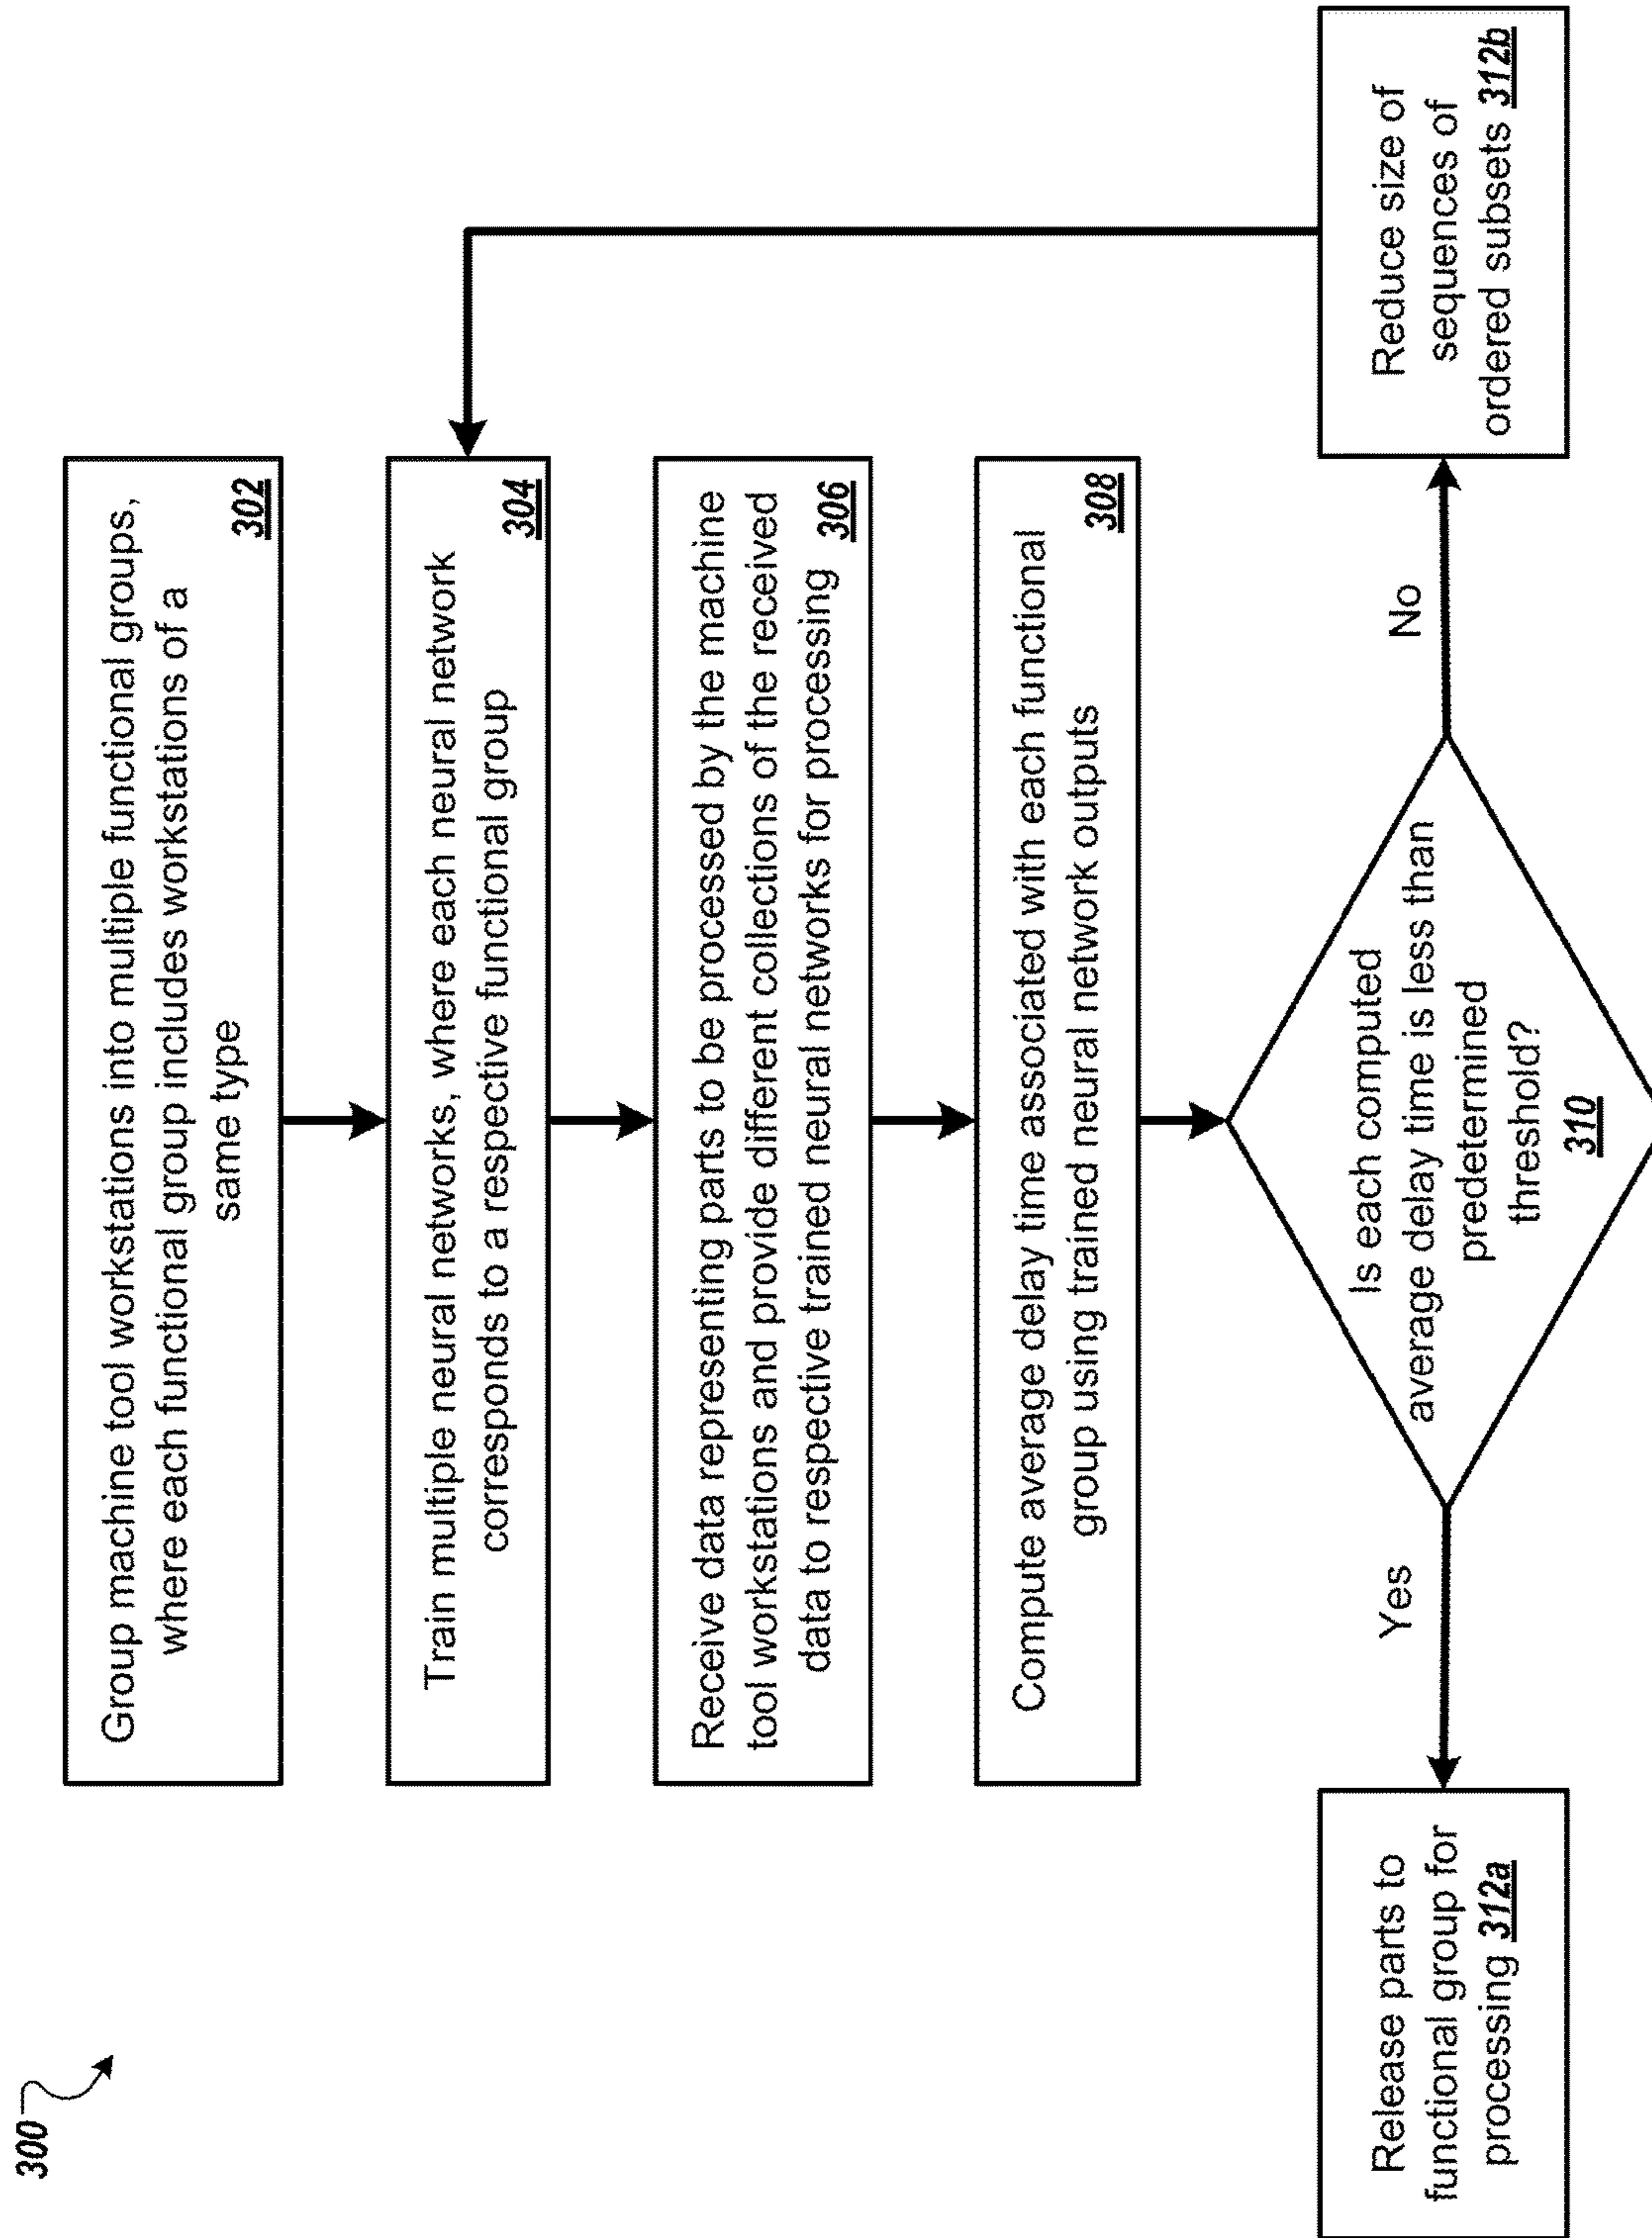 300
Group machine tool workstations into multiple functional groups,
where each functional group includes workstations of a
same type
302
Train multiple neural networks, where each neural network
corresponds to a respective functional group
304
Receive data representing parts to be processed by the machine
tool workstations and provide different collections of the received
data to respective trained neural networks for processing
306
Compute average delay time associated with each functional
group using trained neural network outputs
308
Is each computed
average delay time is less than
predetermined
threshold?
310
Yes
No
Release parts to
functional group for
processing 312a
Reduce size of
sequences of
ordered subsets 312b